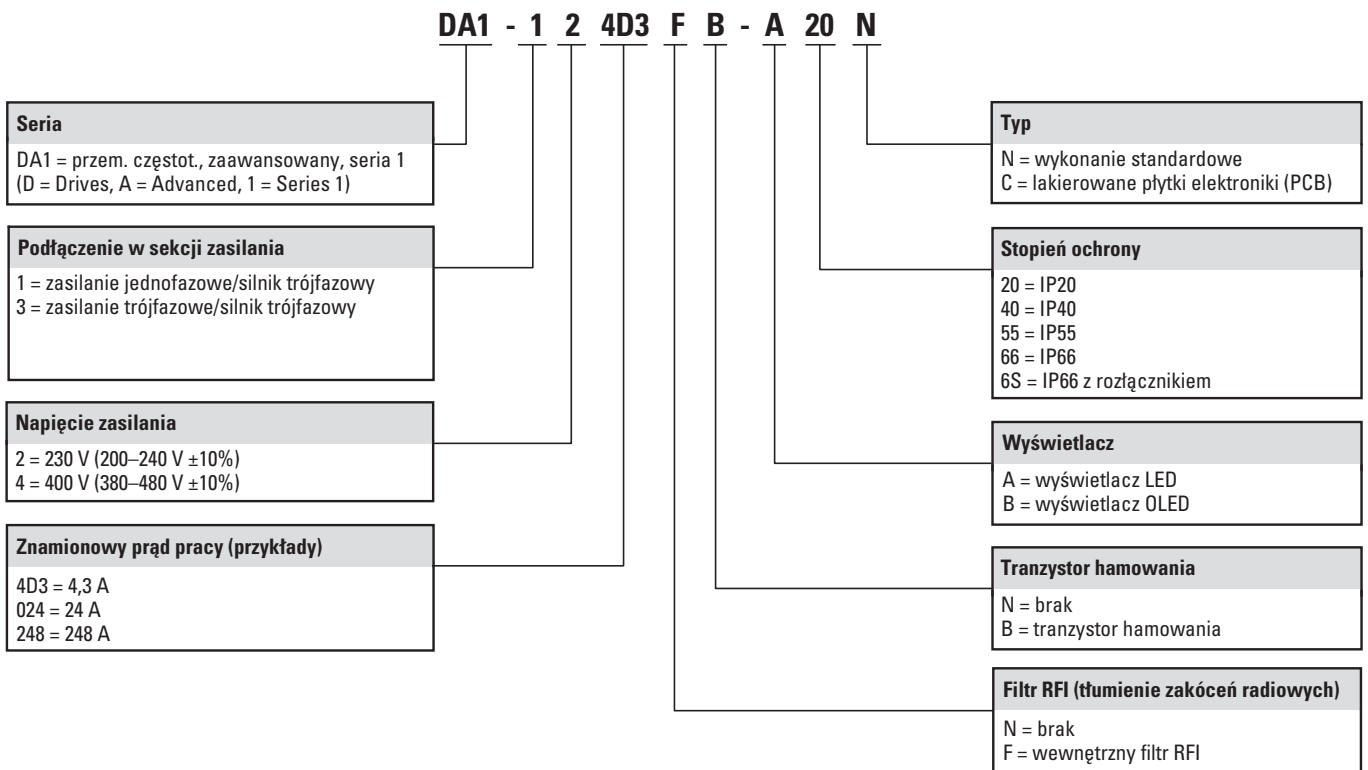 DA1 - 1 2 4D3 F B - A 20 N
Seria
DA1 = przem. częstot., zaawansowany, seria 1
(D = Drives, A = Advanced, 1 = Series 1)
Podłączenie w sekcji zasilania
1 = zasilanie jednofazowe/silnik trójfazowy
3 = zasilanie trójfazowe/silnik trójfazowy
Napięcie zasilania
2 = 230 V (200–240 V ±10%)
4 = 400 V (380–480 V ±10%)
Znamionowy prąd pracy (przykłady)
4D3 = 4,3 A
024 = 24 A
248 = 248 A
Typ
N = wykonanie standardowe
C = lakierowane płytki elektroniki (PCB)
Stopień ochrony
20 = IP20
40 = IP40
55 = IP55
66 = IP66
6S = IP66 z rozłącznikiem
Wyświetlacz
A = wyświetlacz LED
B = wyświetlacz OLED
Tranzystor hamowania
N = brak
B = tranzystor hamowania
Filtr RFI (tłumienie zakóceń radiowych)
N = brak
F = wewnętrzny filtr RFI